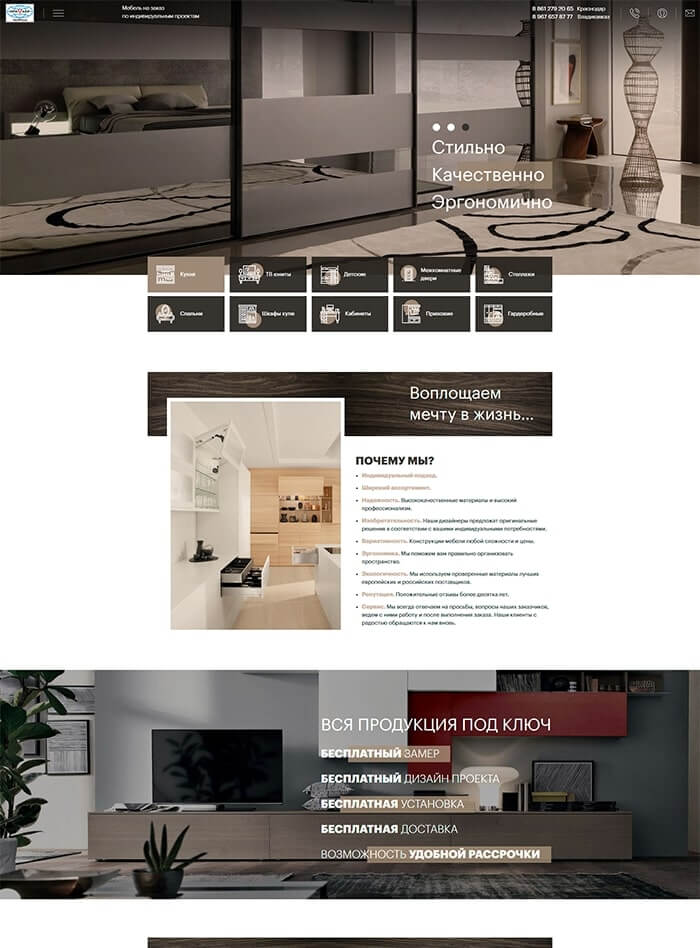 Мебель на заказ
по индивидуальным проектам
8 861 279 20 65 Краснодар
8 967 657 87 77 Владикавказ
Стильно
Качественно
Эргономично
Кухни
ТВ юниты
Детские
Межкомнатные
двери
Стеллажи
Спальни
Шкафы купе
Кабинеты
Прихожие
Гардеробные
Воплощаем
мечту в жизнь...
ПОЧЕМУ МЫ?
Индивидуальный подход.
Широкий ассортимент.
Надежность. Высококачественные материалы и высокий
профессионализм.
Изобретательность. Наши дизайнеры предложат оригинальные
решения в соответствии с вашими индивидуальными потребностями.
Вариативность. Конструкции мебели любой сложности и цены.
Эргономика. Мы поможем вам правильно организовать
пространство.
Экологичность. Мы используем проверенные материалы лучших
европейских и российских поставщиков.
Репутация. Положительные отзывы более десятка лет.
Сервис. Мы всегда отвечаем на просьбы, вопросы наших заказчиков,
ведем с ними работу и после выполнения заказа. Наши клиенты с
радостью обращаются к нам вновь.
ВСЯ ПРОДУКЦИЯ ПОД КЛЮЧ
БЕСПЛАТНЫЙ ЗАМЕР
БЕСПЛАТНЫЙ ДИЗАЙН ПРОЕКТА
БЕСПЛАТНАЯ УСТАНОВКА
БЕСПЛАТНАЯ ДОСТАВКА
ВОЗМОЖНОСТЬ УДОБНОЙ РАССРОЧКИ